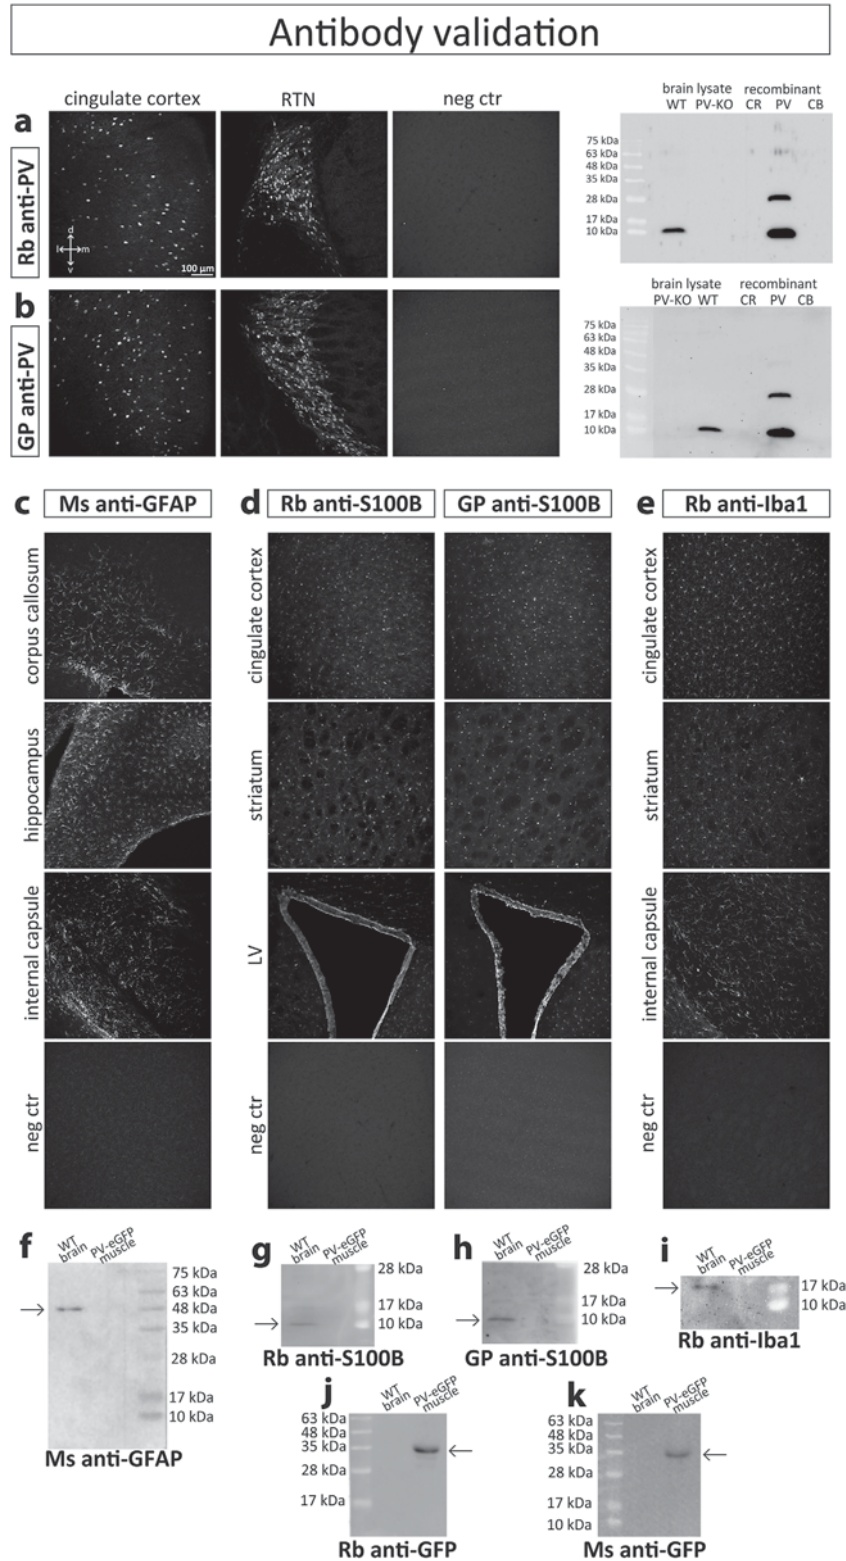 Antibody validation
cingulate cortex RTN neg ctr
a
Rb anti-PV
d
l m
v
100 µm
brain lysate recombinant
WT PV-KO CR PV CB
75 kDa
63 kDa
48 kDa
35 kDa
28 kDa
17 kDa
10 kDa
b
GP anti-PV
brain lysate recombinant
PV-KO WT CR PV CB
75 kDa
63 kDa
48 kDa
35 kDa
28 kDa
17 kDa
10 kDa
c Ms anti-GFAP
corpus callosum
hippocampus
internal capsule
neg ctr
d Rb anti-S100B GP anti-S100B
cingulate cortex
striatum
LV
neg ctr
e Rb anti-Iba1
cingulate cortex
striatum
internal capsule
neg ctr
f
WT brain PV-eGFP muscle
75 kDa
63 kDa
48 kDa
35 kDa
28 kDa
17 kDa
10 kDa
Ms anti-GFAP
g
WT brain PV-eGFP muscle
28 kDa
17 kDa
10 kDa
Rb anti-S100B
h
WT brain PV-eGFP muscle
28 kDa
17 kDa
10 kDa
GP anti-S100B
i
WT brain PV-eGFP muscle
17 kDa
10 kDa
Rb anti-Iba1
j
WT brain PV-eGFP muscle
63 kDa
48 kDa
35 kDa
28 kDa
17 kDa
Rb anti-GFP
k
WT brain PV-eGFP muscle
63 kDa
48 kDa
35 kDa
28 kDa
17 kDa
10 kDa
Ms anti-GFP